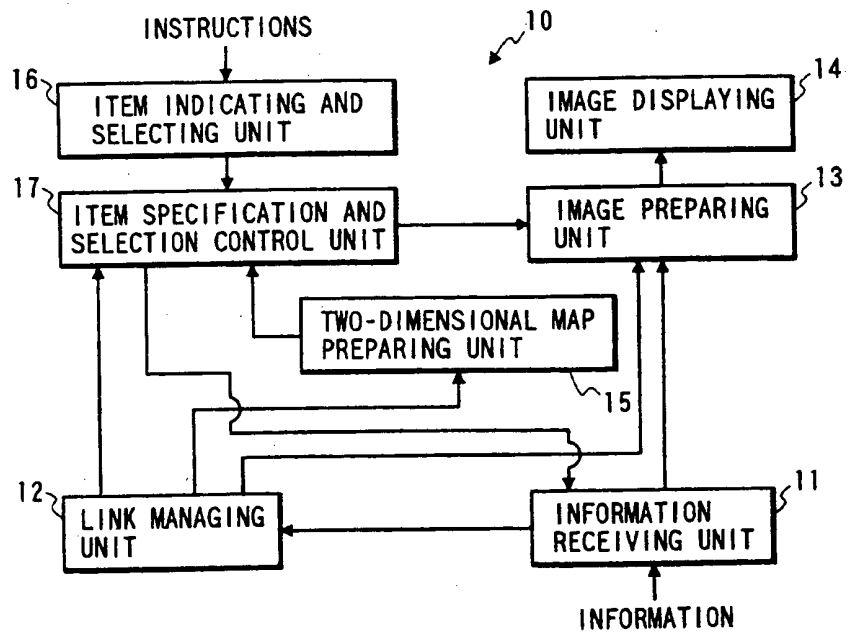 INSTRUCTIONS
10
16
ITEM INDICATING AND
SELECTING UNIT
14
IMAGE DISPLAYING
UNIT
17
ITEM SPECIFICATION AND
SELECTION CONTROL UNIT
13
IMAGE PREPARING
UNIT
TWO-DIMENSIONAL MAP
PREPARING UNIT
15
12
LINK MANAGING
UNIT
11
INFORMATION
RECEIVING UNIT
INFORMATION